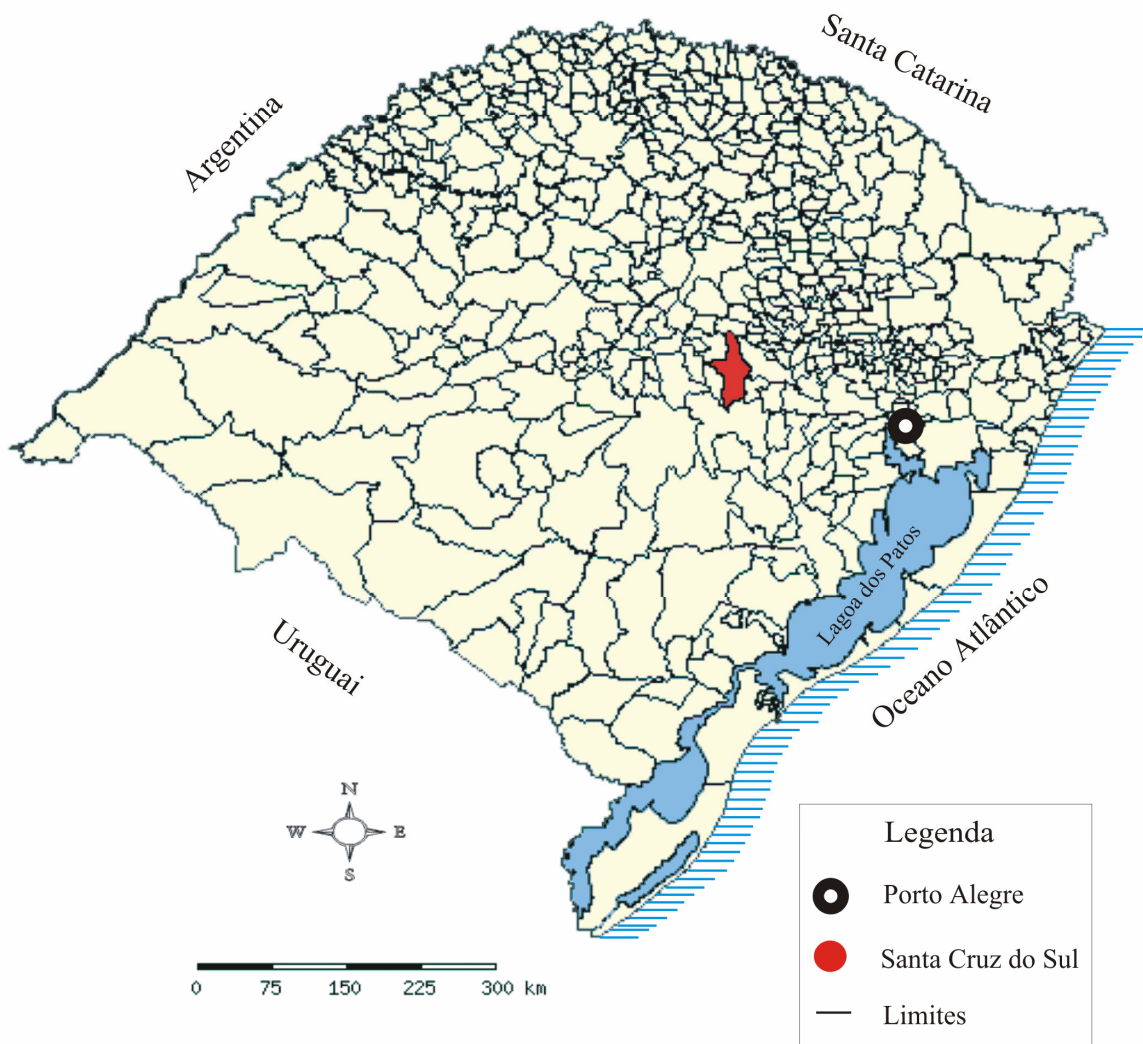 Santa Catarina
Argentina
Lagoa dos Patos
Oceano Atlântico
Uruguai
N
W E
S
0 75 150 225 300 km
Legenda
Porto Alegre
Santa Cruz do Sul
Limites